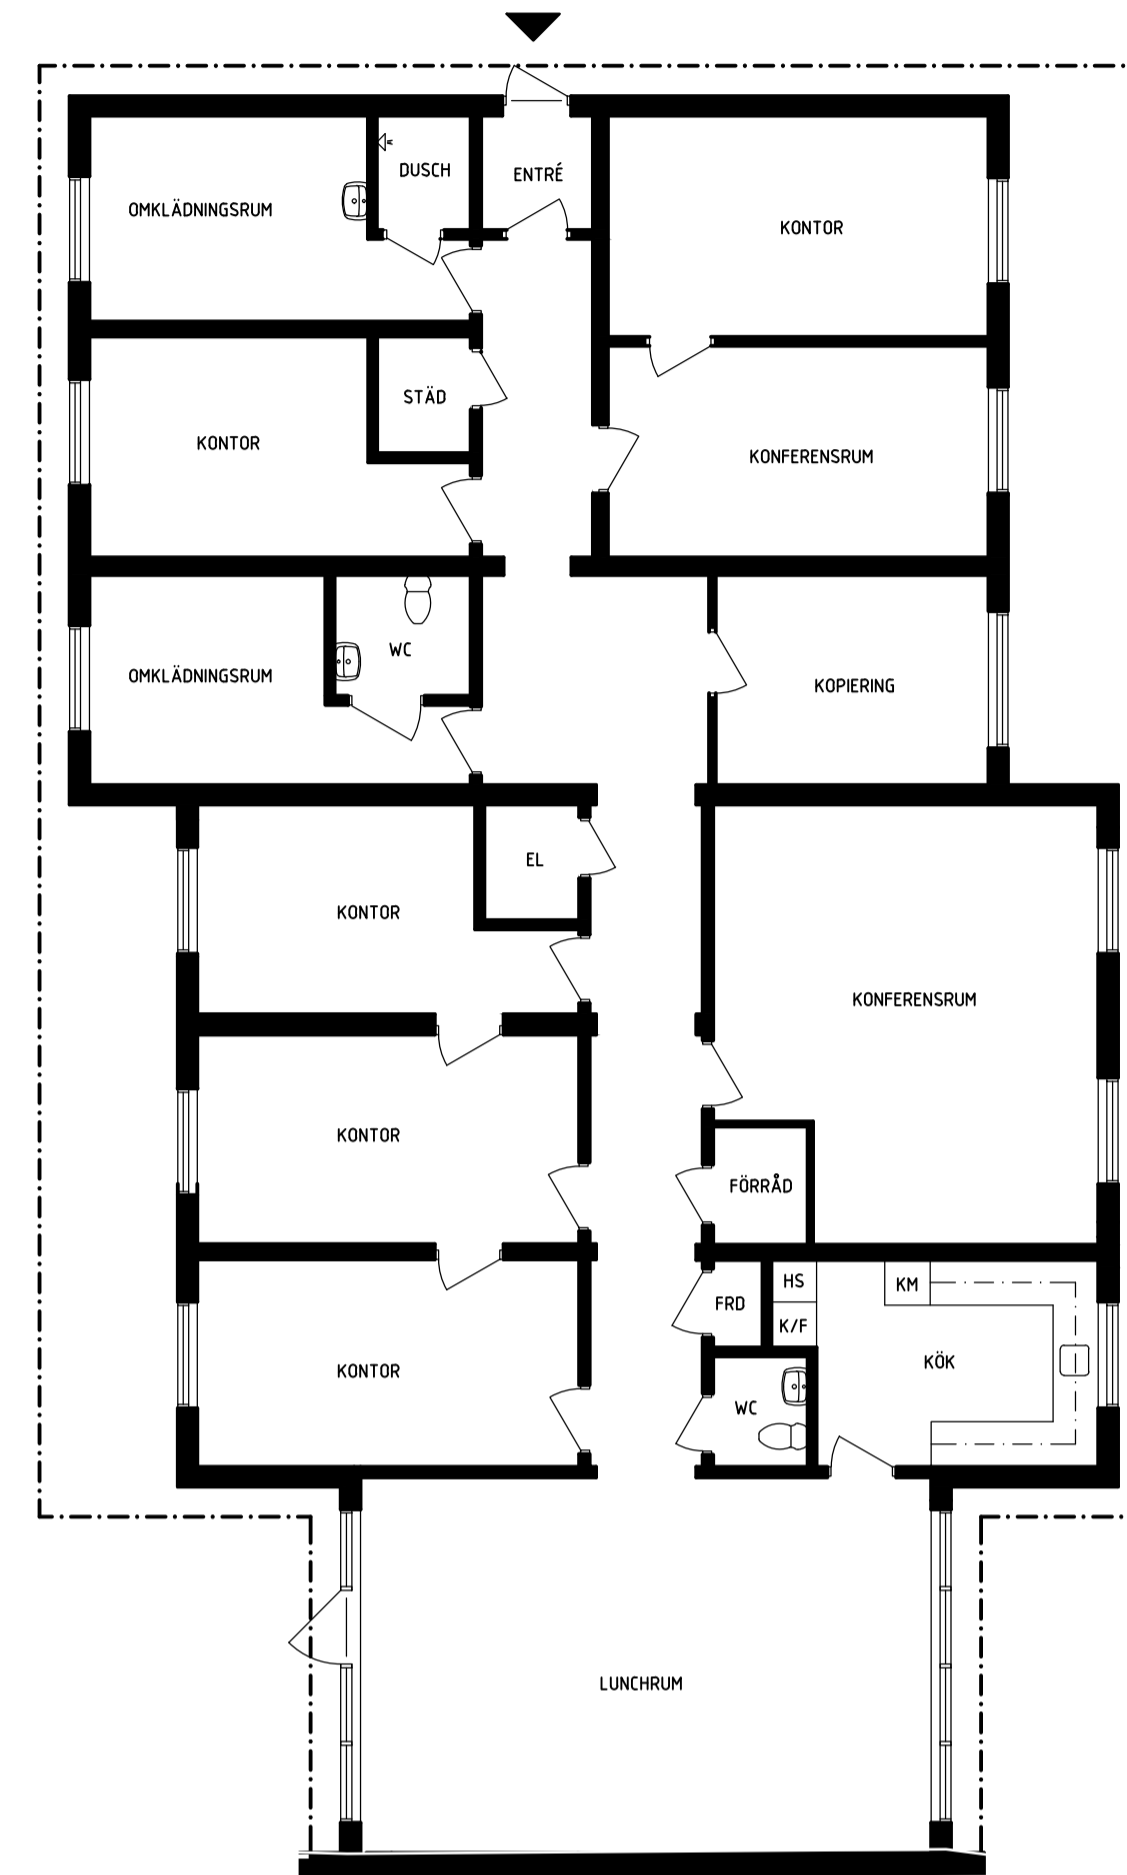 DUSCH
ENTRÉ
OMKLÄDNINGSRUM
KONTOR
STÄD
KONTOR
KONFERENSRUM
WC
OMKLÄDNINGSRUM
KOPIERING
EL
KONTOR
KONFERENSRUM
KONTOR
FÖRRÅD
HS
KM
FRD
K/F
KÖK
KONTOR
WC
LUNCHRUM